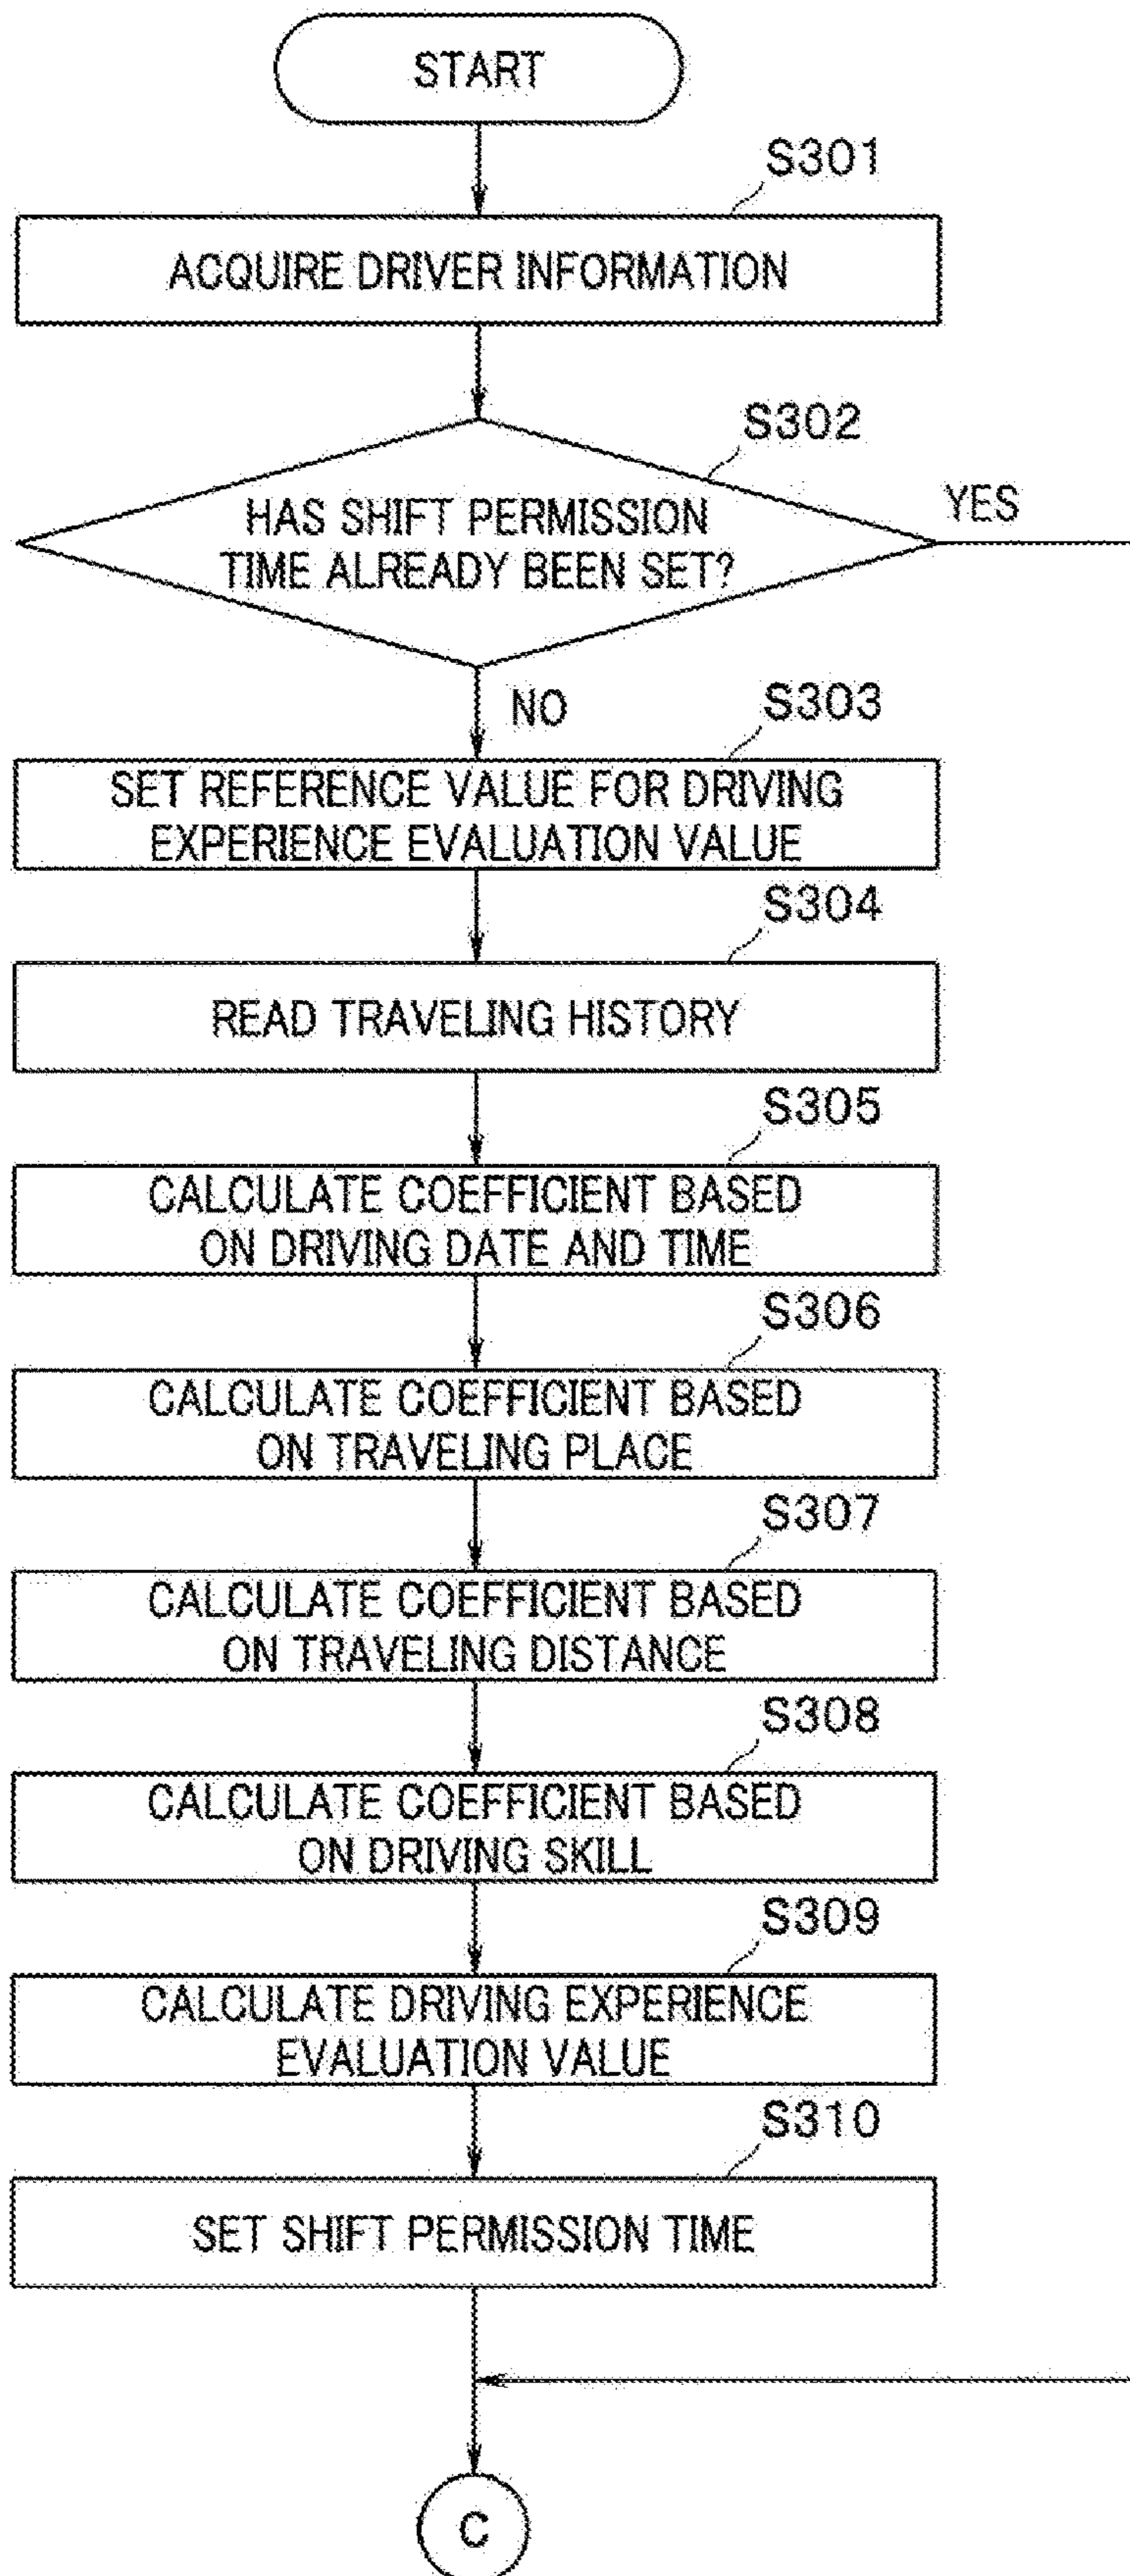 START
S301
ACQUIRE DRIVER INFORMATION
S302
HAS SHIFT PERMISSION
TIME ALREADY BEEN SET?
YES
NO
S303
SET REFERENCE VALUE FOR DRIVING
EXPERIENCE EVALUATION VALUE
S304
READ TRAVELING HISTORY
S305
CALCULATE COEFFICIENT BASED
ON DRIVING DATE AND TIME
S306
CALCULATE COEFFICIENT BASED
ON TRAVELING PLACE
S307
CALCULATE COEFFICIENT BASED
ON TRAVELING DISTANCE
S308
CALCULATE COEFFICIENT BASED
ON DRIVING SKILL
S309
CALCULATE DRIVING EXPERIENCE
EVALUATION VALUE
S310
SET SHIFT PERMISSION TIME
C